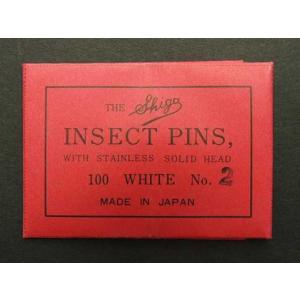 THE Shiga
INSECT PINS,
WITH STAINLESS SOLID HEAD
100 WHITE No. 2
MADE IN JAPAN